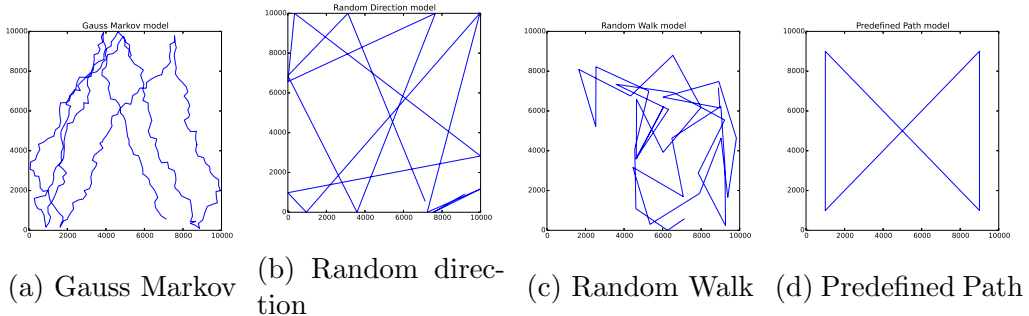 Gauss Markov model
10000
8000
6000
4000
2000
0
0 2000 4000 6000 8000 10000
(a) Gauss Markov
Random Direction model
10000
8000
6000
4000
2000
0
0 2000 4000 6000 8000 10000
(b) Random direc-
tion
Random Walk model
10000
8000
6000
4000
2000
0
0 2000 4000 6000 8000 10000
(c) Random Walk
Predefined Path model
10000
8000
6000
4000
2000
0
0 2000 4000 6000 8000 10000
(d) Predefined Path